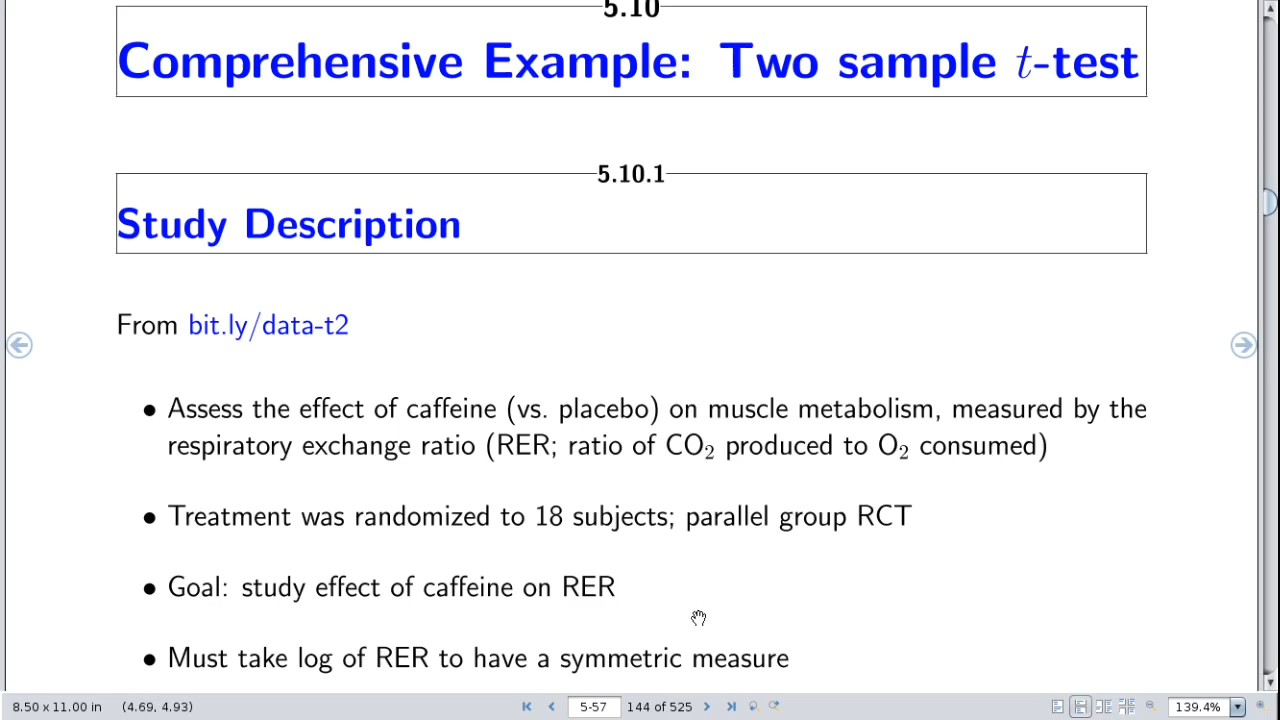 5.10
Comprehensive Example: Two sample t-test
5.10.1
Study Description
From bit.ly/data-t2
• Assess the effect of caffeine (vs. placebo) on muscle metabolism, measured by the
respiratory exchange ratio (RER; ratio of CO₂ produced to O₂ consumed)
• Treatment was randomized to 18 subjects; parallel group RCT
• Goal: study effect of caffeine on RER
• Must take log of RER to have a symmetric measure
8.50 x 11.00 in (4.69, 4.93) 5-57 144 of 525 139.4%